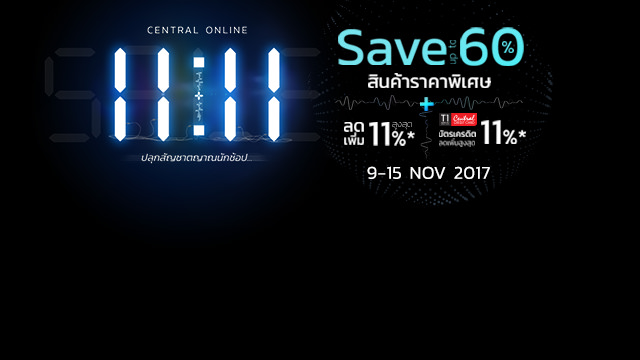 CENTRAL ONLINE
11:11
ปลุกสัญชาตญาณนักช้อป...
Save up to 60%
สินค้าราคาพิเศษ
+
ลดเพิ่ม สูงสุด 11%*
T1 Central
บัตรเครดิต
ลดเพิ่มสูงสุด 11%*
9-15 NOV 2017